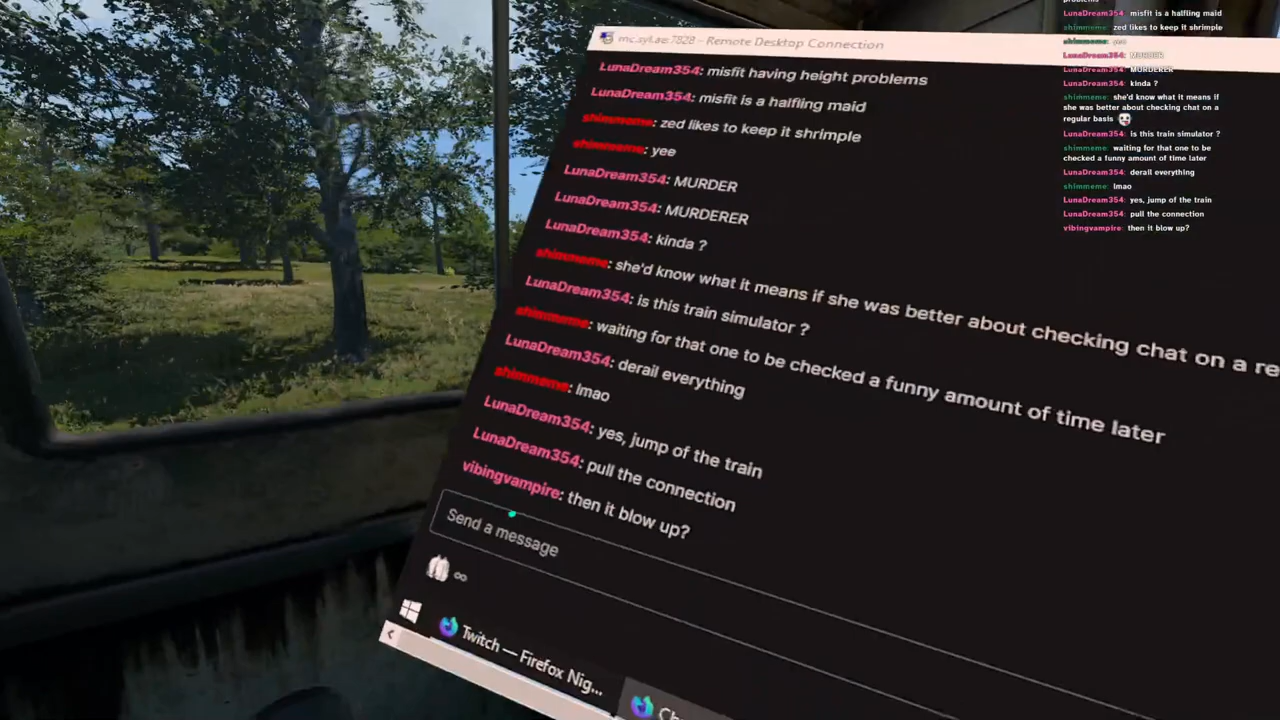 mc.syl.ae:7828 - Remote Desktop Connection
LunaDream354: misfit having height problems
LunaDream354: misfit is a halfling maid
shimmeme: zed likes to keep it shrimple
shimmeme: yee
LunaDream354: MURDER
LunaDream354: MURDERER
LunaDream354: kinda ?
shimmeme: she'd know what it means if she was better about checking chat on a re
LunaDream354: is this train simulator ?
shimmeme: waiting for that one to be checked a funny amount of time later
LunaDream354: derail everything
shimmeme: lmao
LunaDream354: yes, jump of the train
LunaDream354: pull the connection
vibingvampire: then it blow up?
Send a message
∞
Twitch — Firefox Nig...
Ch
problems
LunaDream354: misfit is a halfling maid
shimmeme: zed likes to keep it shrimple
shimmeme: yee
LunaDream354: MURDER
LunaDream354: MURDERER
LunaDream354: kinda ?
shimmeme: she'd know what it means if
she was better about checking chat on a
regular basis
LunaDream354: is this train simulator ?
shimmeme: waiting for that one to be
checked a funny amount of time later
LunaDream354: derail everything
shimmeme: lmao
LunaDream354: yes, jump of the train
LunaDream354: pull the connection
vibingvampire: then it blow up?